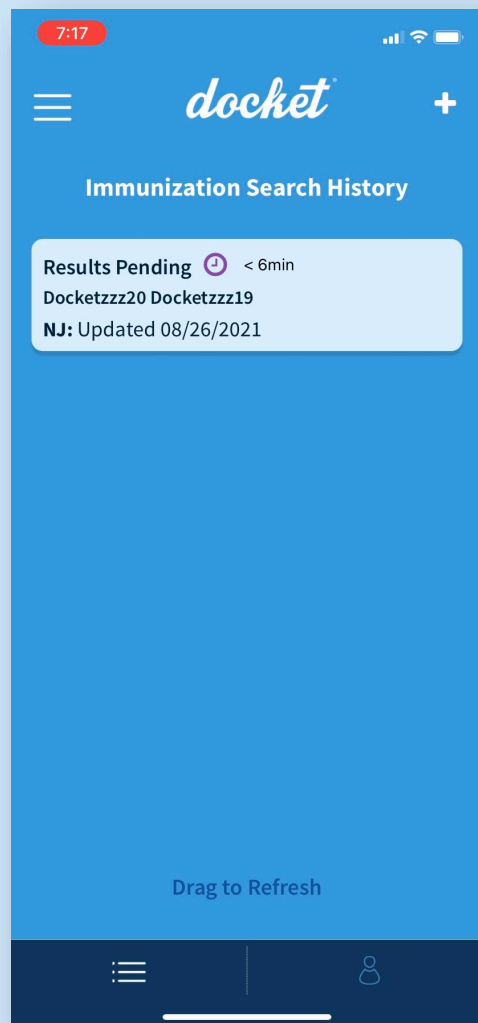 7:17
docket
Immunization Search History
Results Pending < 6min
Docketzzz20 Docketzzz19
NJ: Updated 08/26/2021
Drag to Refresh